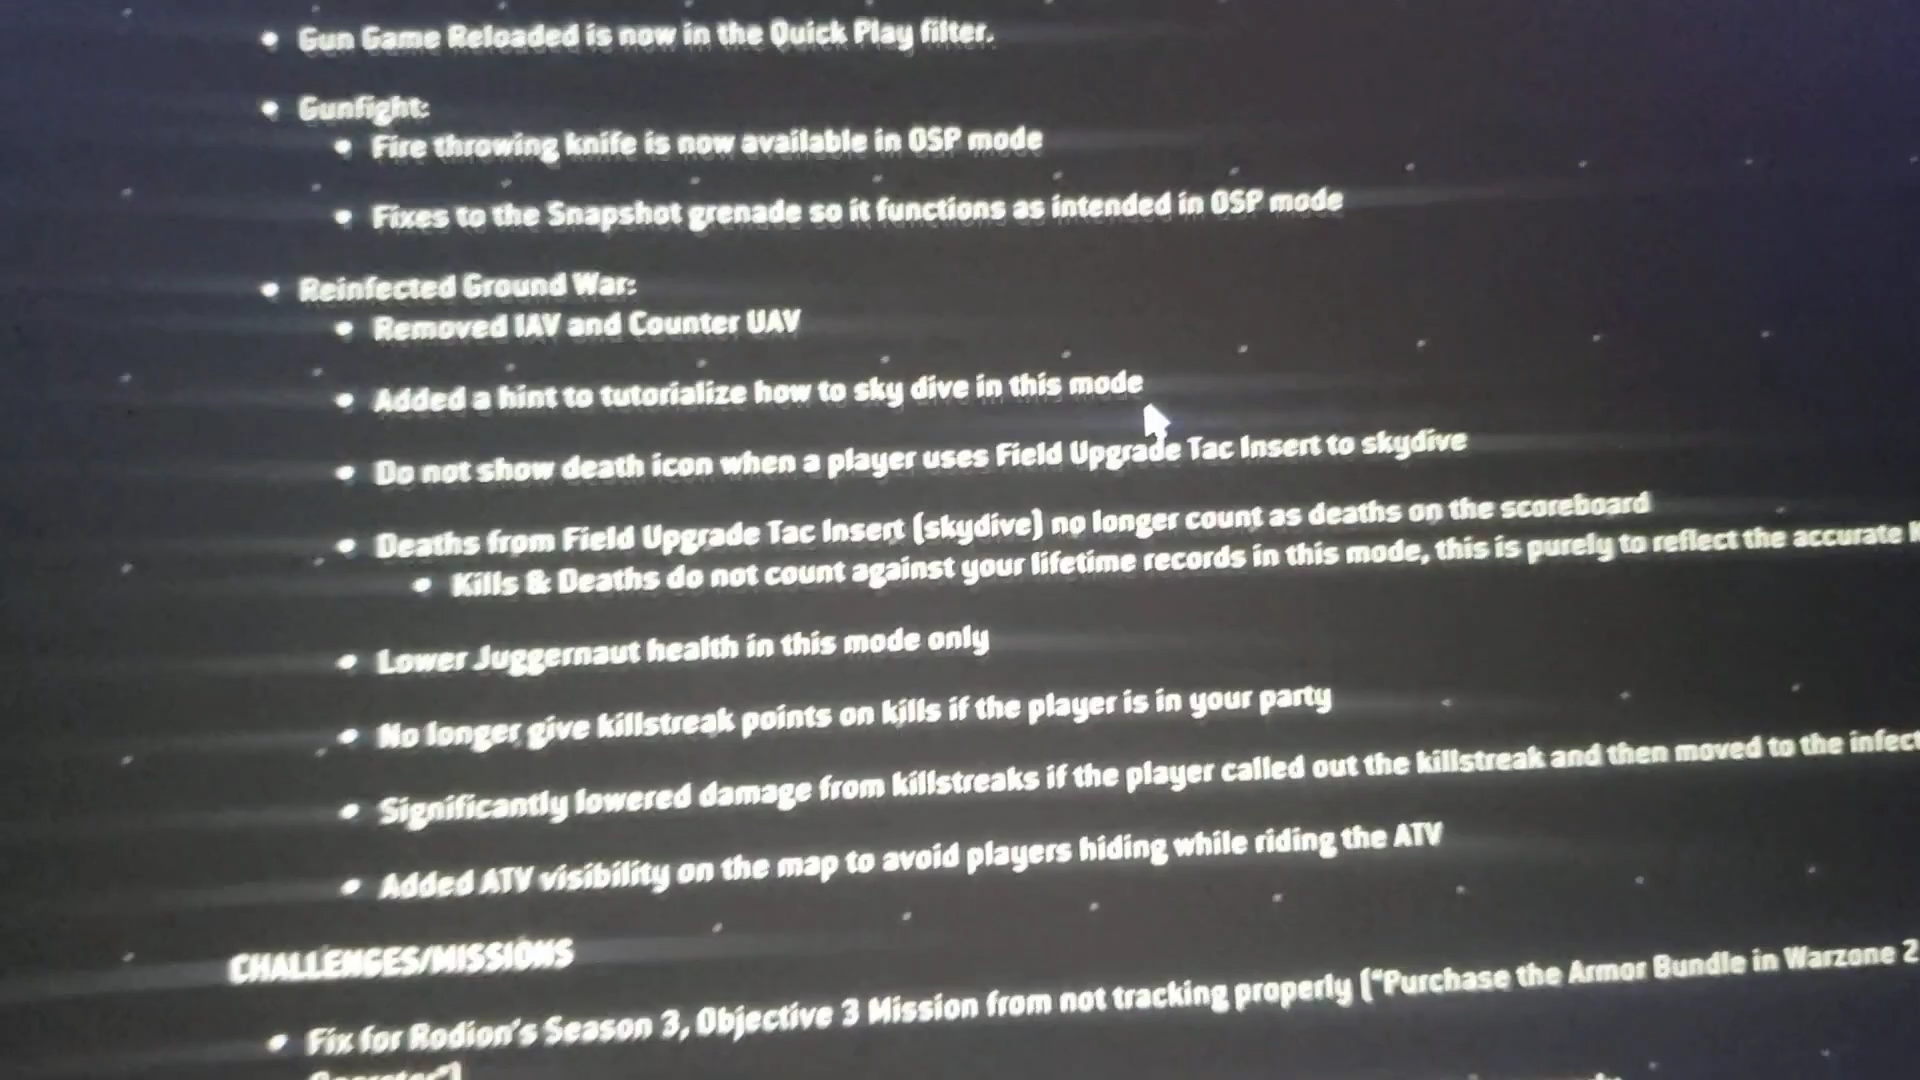 Gun Game Reloaded is now in the Quick Play filter.
Gunfight:
Fire throwing knife is now available in OSP mode
Fixes to the Snapshot grenade so it functions as intended in OSP mode
Reinfected Ground War:
Removed IAV and Counter UAV
Added a hint to tutorialize how to sky dive in this mode
Do not show death icon when a player uses Field Upgrade Tac Insert to skydive
Deaths from Field Upgrade Tac Insert (skydive) no longer count as deaths on the scoreboard
Kills & Deaths do not count against your lifetime records in this mode, this is purely to reflect the accurate
Lower Juggernaut health in this mode only
No longer give killstreak points on kills if the player is in your party
Significantly lowered damage from killstreaks if the player called out the killstreak and then moved to the infect
Added ATV visibility on the map to avoid players hiding while riding the ATV
CHALLENGES/MISSIONS
Fix for Rodion's Season 3, Objective 3 Mission from not tracking properly ("Purchase the Armor Bundle in Warzone 2